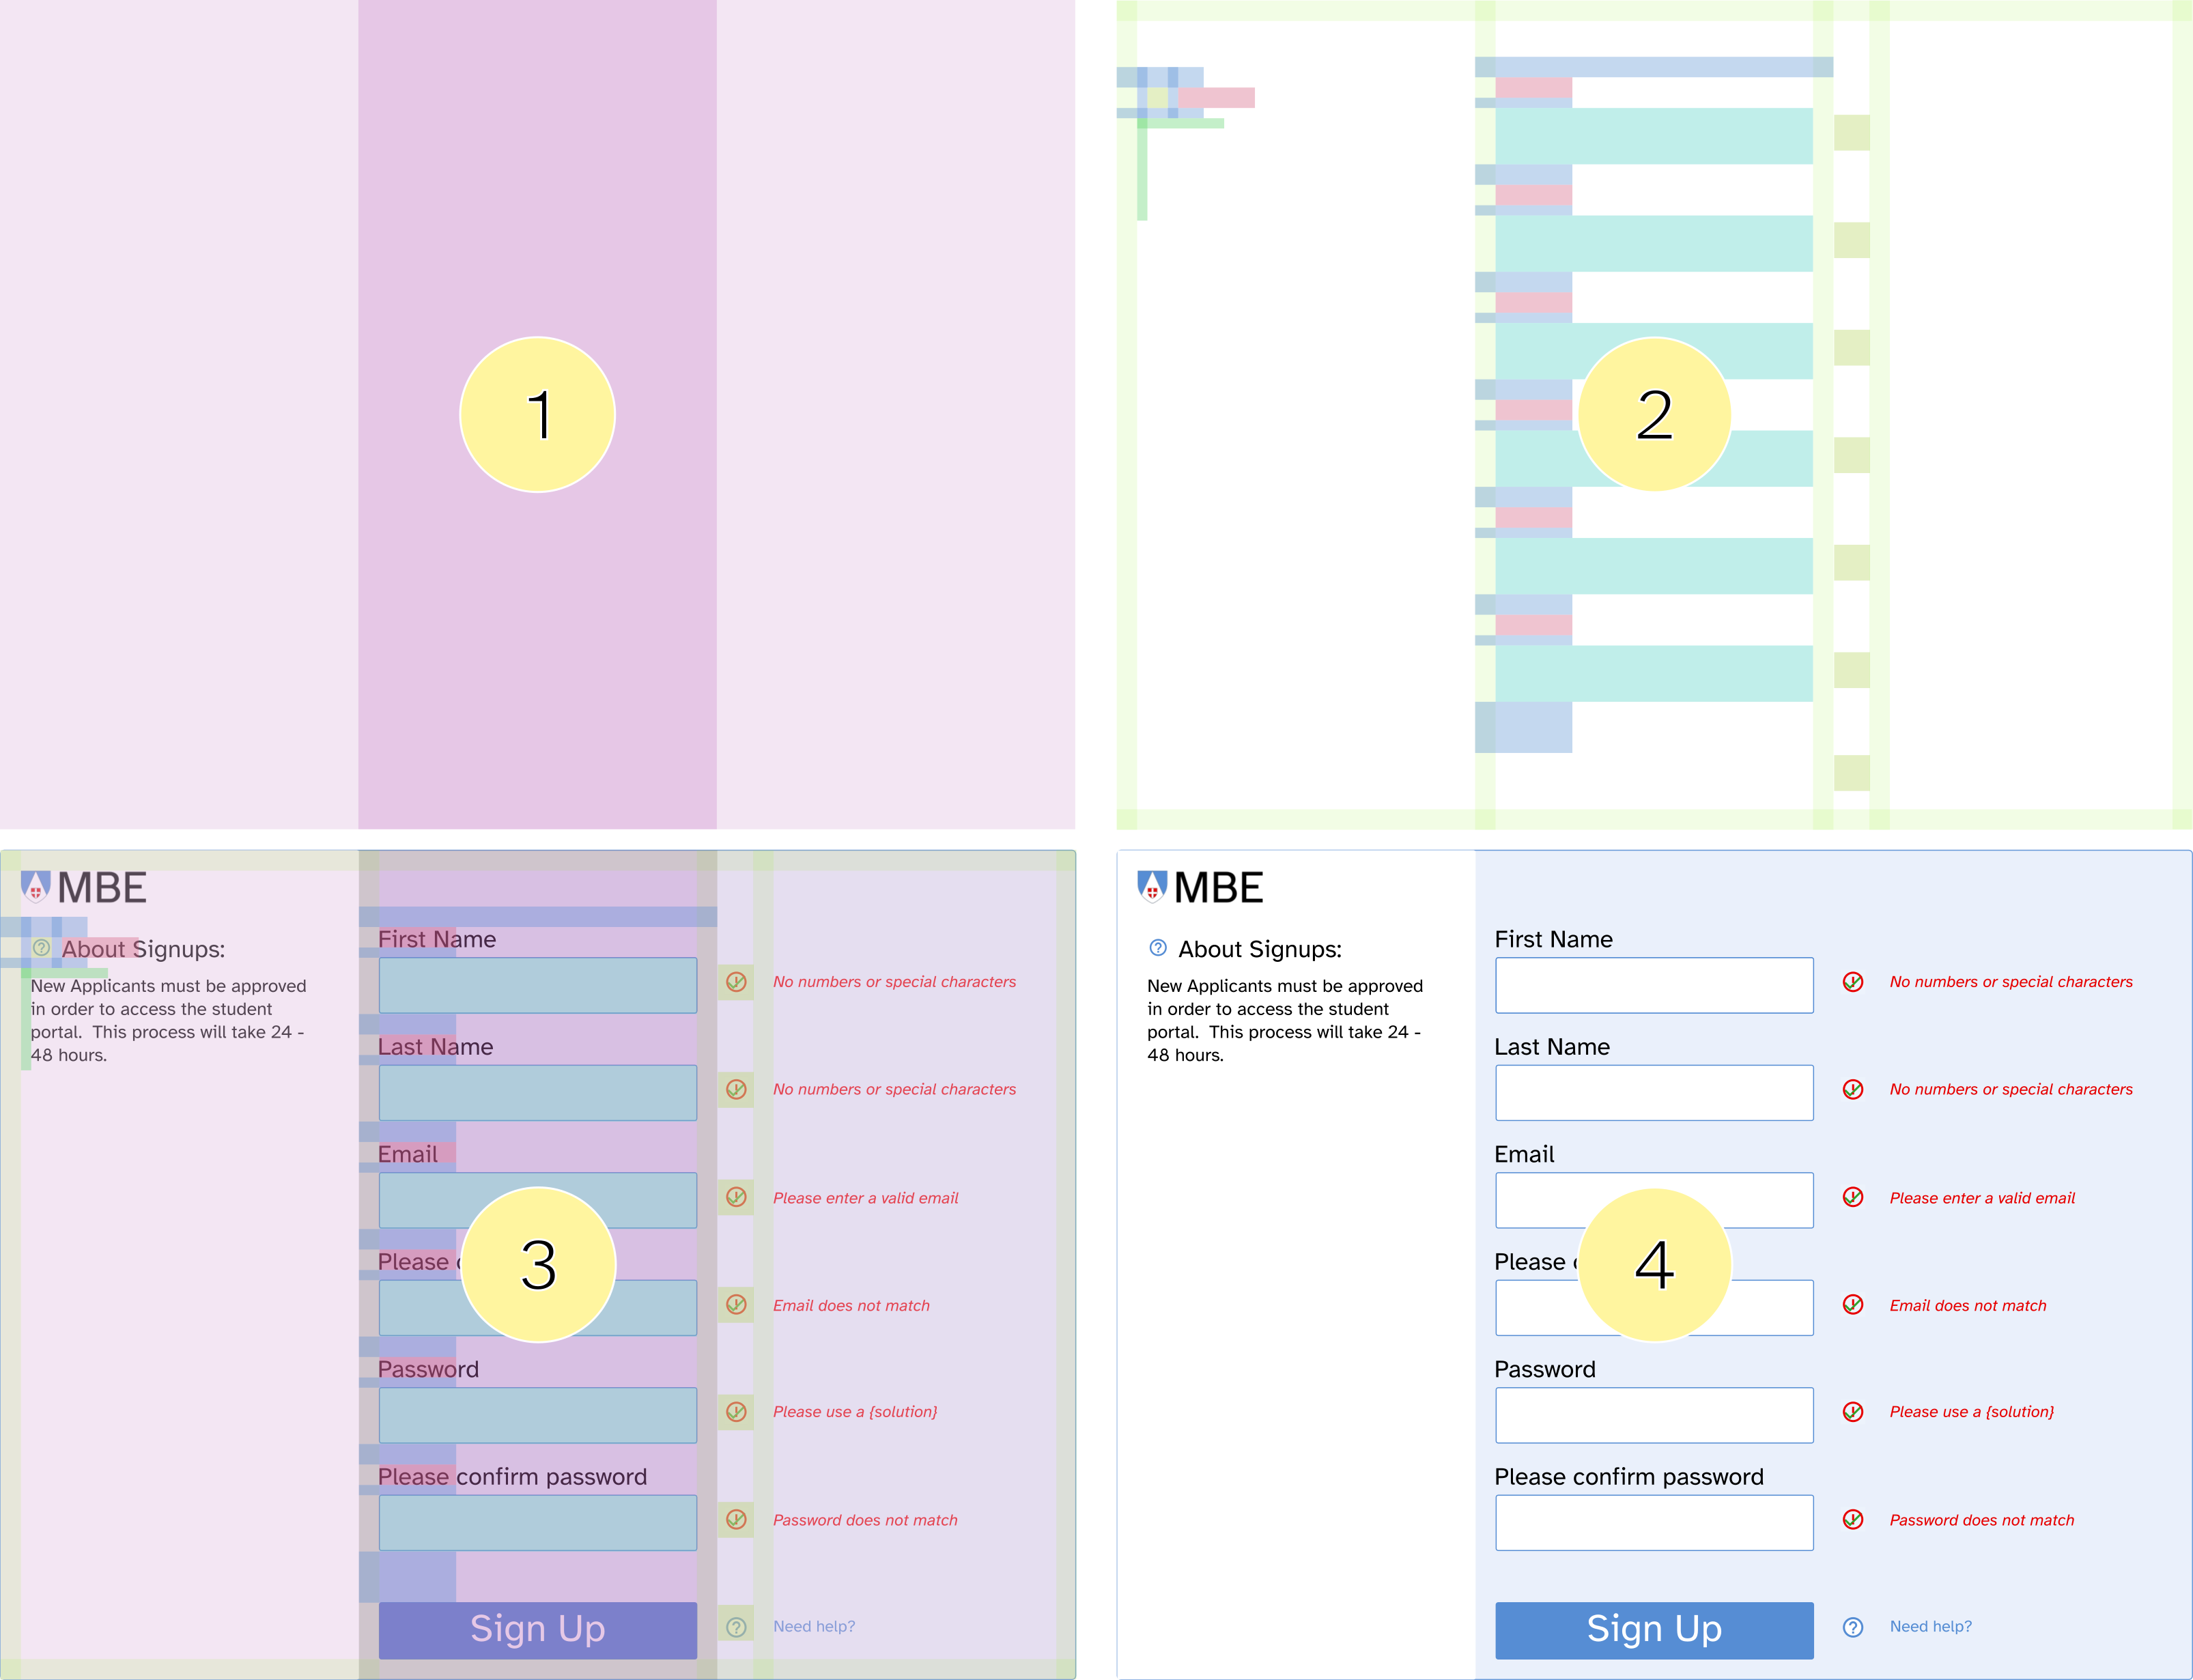 1
2
MBE
About Signups:
New Applicants must be approved
in order to access the student
portal. This process will take 24 -
48 hours.
First Name
No numbers or special characters
Last Name
No numbers or special characters
Email
Please enter a valid email
Please
3
Email does not match
Password
Please use a {solution}
Please confirm password
Password does not match
Sign Up
Need help?
MBE
About Signups:
New Applicants must be approved
in order to access the student
portal. This process will take 24 -
48 hours.
First Name
No numbers or special characters
Last Name
No numbers or special characters
Email
Please enter a valid email
Please
4
Email does not match
Password
Please use a {solution}
Please confirm password
Password does not match
Sign Up
Need help?